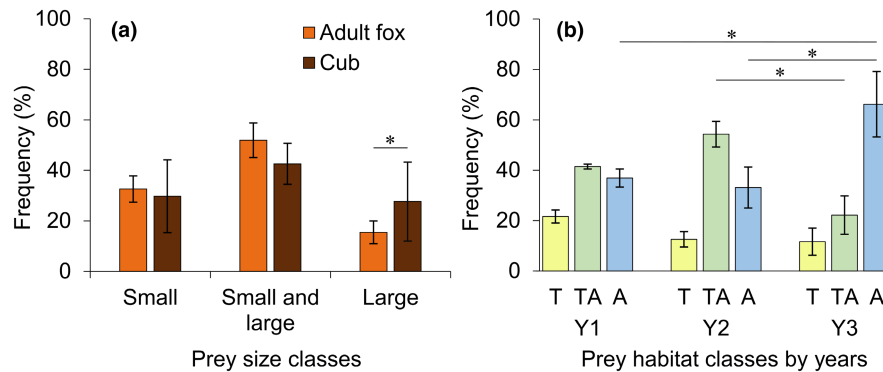 (a)
Adult fox
Cub
Frequency (%)
100
80
60
40
20
0
*
Small
Small and
large
Large
Prey size classes
(b)
Frequency (%)
100
80
60
40
20
0
*
*
*
T TA A T TA A T TA A
Y1 Y2 Y3
Prey habitat classes by years